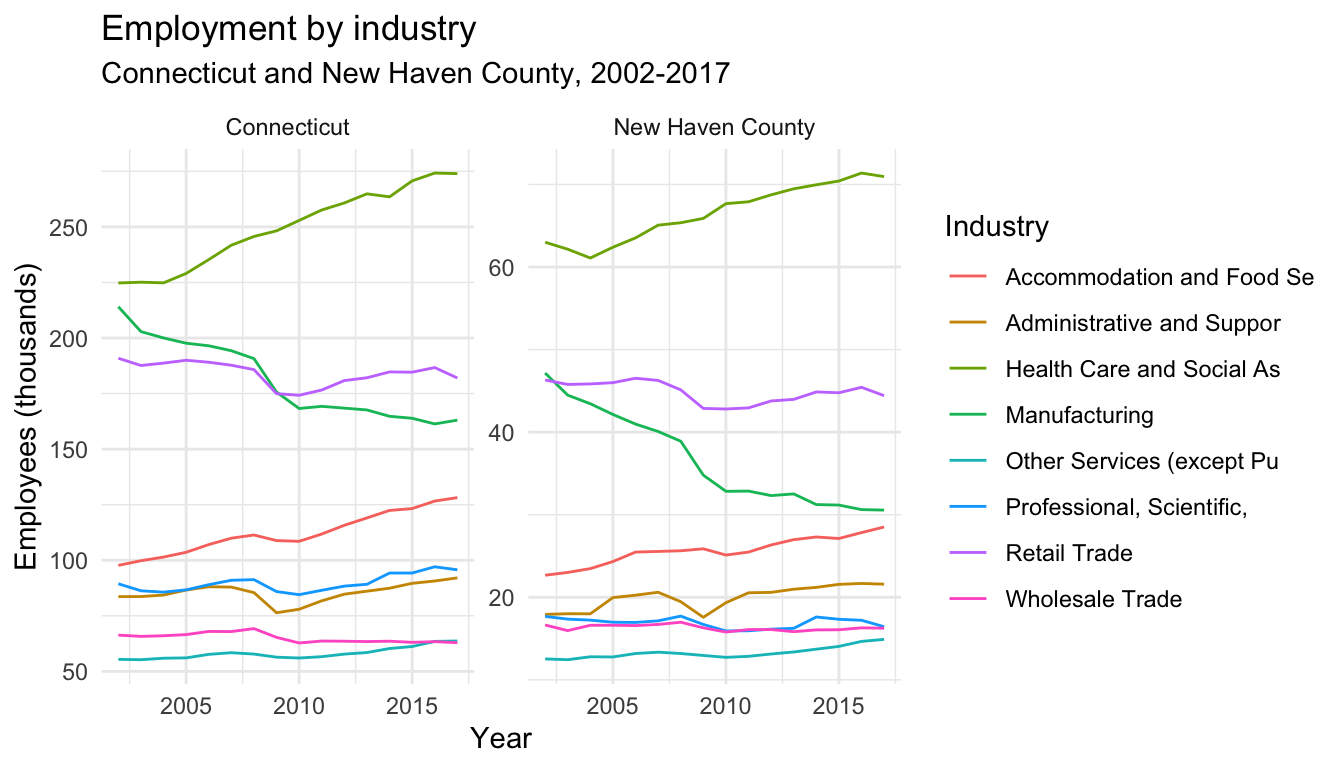 Employment by industry
Connecticut and New Haven County, 2002-2017
Connecticut
New Haven County
250
200
150
100
50
60
40
20
2005
2010
2015
2005
2010
2015
Employees (thousands)
Year
Industry
Accommodation and Food Se
Administrative and Suppor
Health Care and Social As
Manufacturing
Other Services (except Pu
Professional, Scientific,
Retail Trade
Wholesale Trade